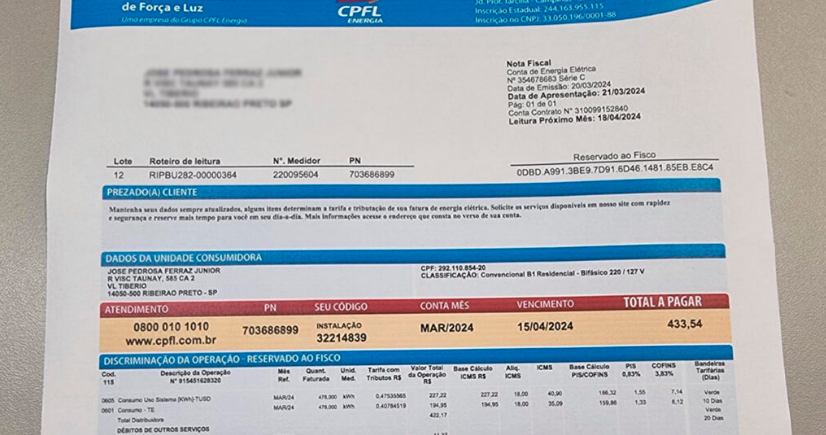 de Força e Luz
Uma empresa do Grupo CPFL Energia
CPFL
ENERGIA
Inscrição Estadual: 244.163.955.115
Inscrição no CNPJ: 33.050.196/0001-88
Nota Fiscal
Conta de Energia Elétrica
Nº 354678683 Série C
Data de Emissão: 20/03/2024
Data de Apresentação: 21/03/2024
Pág: 01 de 01
Conta Contrato N° 310099152840
Leitura Próximo Mês: 18/04/2024
Lote Roteiro de leitura N°. Medidor PN
12 RIPBU282-00000364 220095604 703686899
Reservado ao Fisco
0DBD.A991.3BE9.7D91.6D46.1481.85EB.E8C4
PREZADO(A) CLIENTE
Mantenha seus dados sempre atualizados, alguns itens determinam a tarifa e tributação de sua fatura de energia elétrica. Solicite os serviços disponíveis em nosso site com rapidez
e segurança e reserve mais tempo para você em seu dia-a-dia. Mais informações acesse o endereço que consta no verso de sua conta.
DADOS DA UNIDADE CONSUMIDORA
JOSE PEDROSA FERRAZ JUNIOR
R VISC TAUNAY, 585 CA 2
VL TIBERIO
14050-500 RIBEIRAO PRETO - SP
CPF: 292.110.854-20
CLASSIFICAÇÃO: Convencional B1 Residencial - Bifásico 220 / 127 V
ATENDIMENTO PN SEU CÓDIGO CONTA MÊS VENCIMENTO TOTAL A PAGAR
0800 010 1010
www.cpfl.com.br
703686899
INSTALAÇÃO
32214839
MAR/2024 15/04/2024 433,54
DISCRIMINAÇÃO DA OPERAÇÃO - RESERVADO AO FISCO
Cod. Descrição da Operação Mês Quant. Unid. Tarifa com Valor Total Base Cálculo Aliq. ICMS Base Cálculo PIS COFINS Bandeiras
115 N° 915451628320 Ref. Faturada Med. Tributos R$ da Operação ICMS R$ ICMS PIS/COFINS 0,83% 3,83% Tarifárias
R$ (Dias)
0605 Consumo Uso Sistema [KWh]-TUSD MAR/24 478,000 kWh 0,47535565 227,22 227,22 18,00 40,90 186,32 1,55 7,14 Verde
0601 Consumo - TE MAR/24 478,000 kWh 0,40784519 194,95 194,95 18,00 35,09 159,86 1,33 6,12 10 Dias
Total Distribuidora 422,17 Verde
20 Dias
DÉBITOS DE OUTROS SERVIÇOS